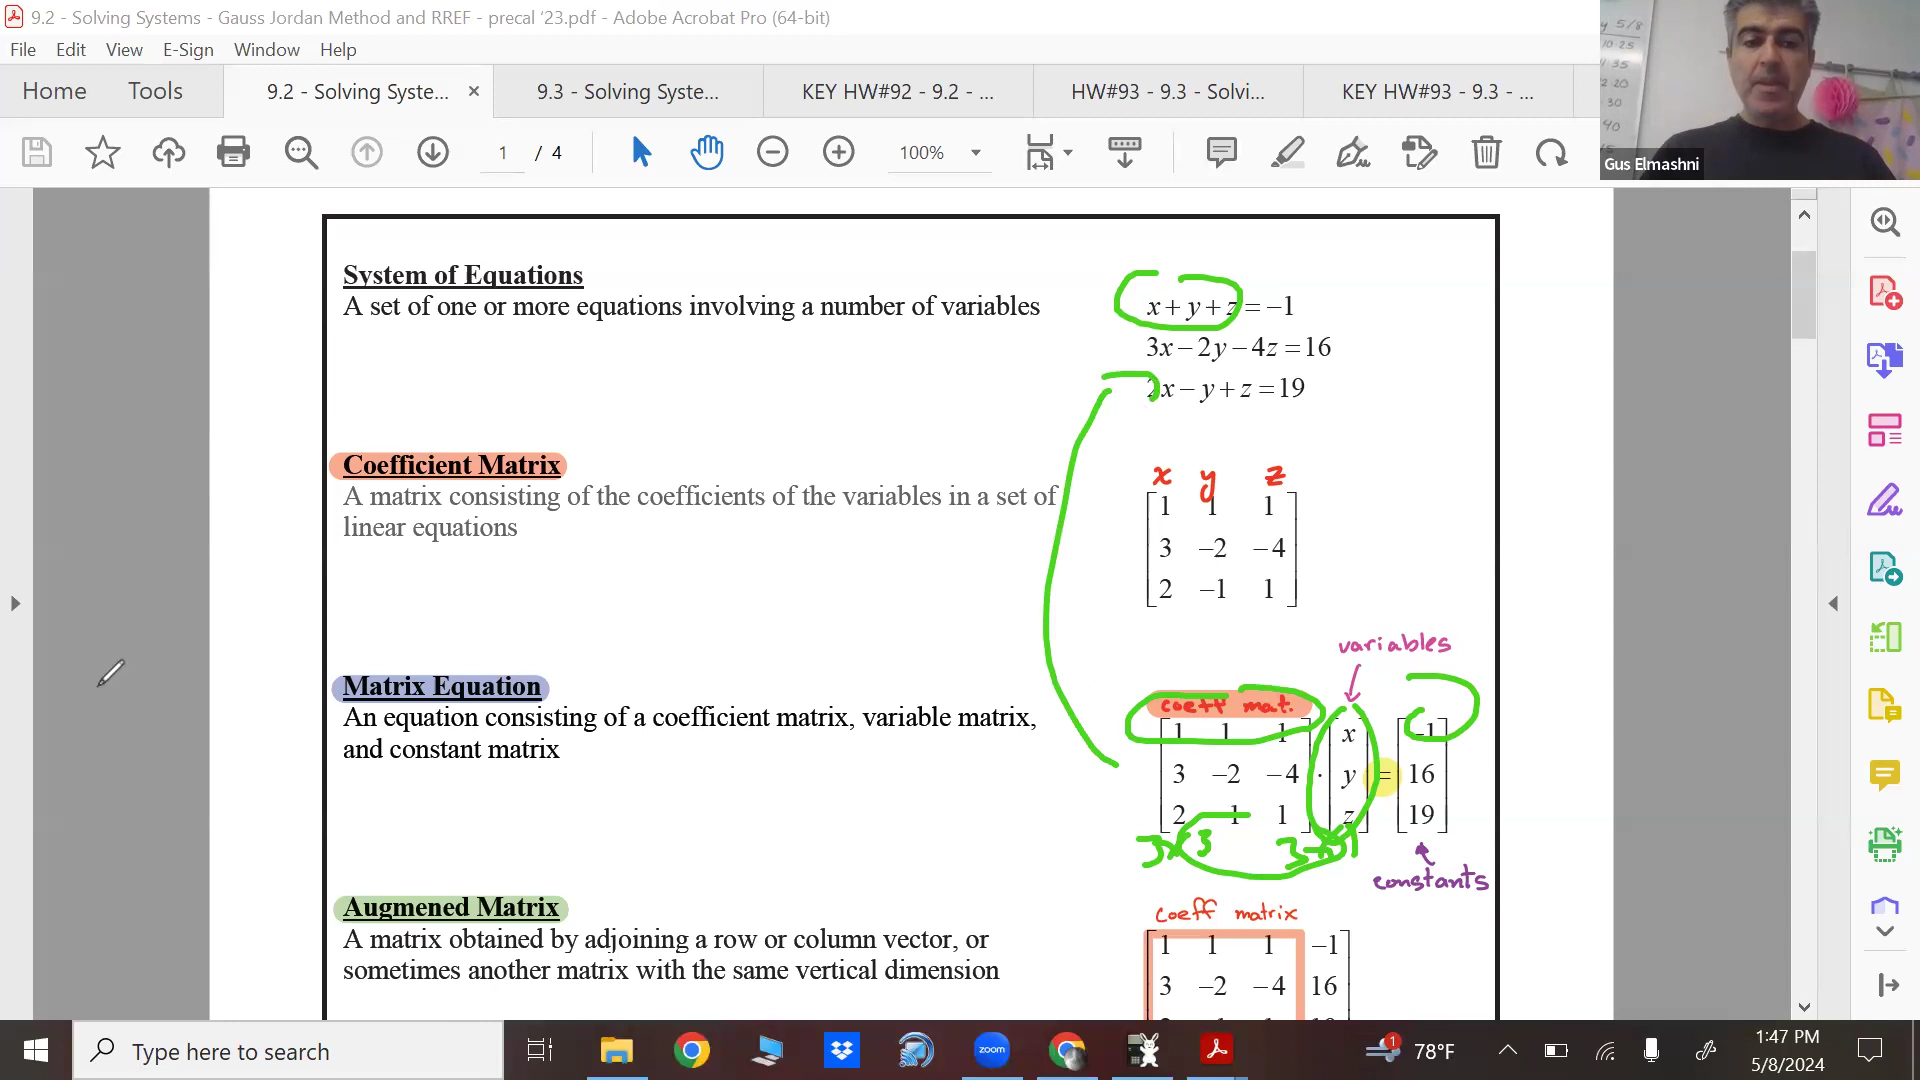 9.2 - Solving Systems - Gauss Jordan Method and RREF - precal ‘23.pdf - Adobe Acrobat Pro (64-bit)
File Edit View E-Sign Window Help
Home Tools 9.2 - Solving Syste... × 9.3 - Solving Syste... KEY HW#92 - 9.2 - ... HW#93 - 9.3 - Solvi... KEY HW#93 - 9.3 - ...
1 / 4 100%
Gus Elmashni
System of Equations
A set of one or more equations involving a number of variables
x + y + z = −1
3x − 2y − 4z = 16
2x − y + z = 19
Coefficient Matrix
A matrix consisting of the coefficients of the variables in a set of
linear equations
x y z
1 1 1
3 −2 −4
2 −1 1
variables
Matrix Equation
An equation consisting of a coefficient matrix, variable matrix,
and constant matrix
coeff mat.
1 1 1 x −1
3 −2 −4 · y = 16
2 −1 1 z 19
3×3 3×1
constants
Augmened Matrix
A matrix obtained by adjoining a row or column vector, or
sometimes another matrix with the same vertical dimension
coeff matrix
1 1 1 −1
3 −2 −4 16
Type here to search
zoom
1
78°F
1:47 PM
5/8/2024